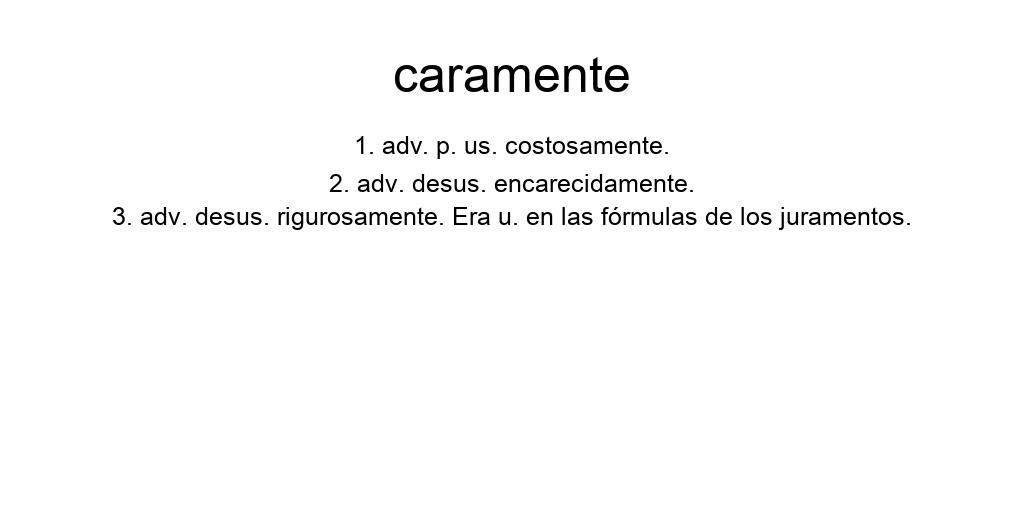 caramente
1. adv. p. us. costosamente.
2. adv. desus. encarecidamente.
3. adv. desus. rigurosamente. Era u. en las fórmulas de los juramentos.